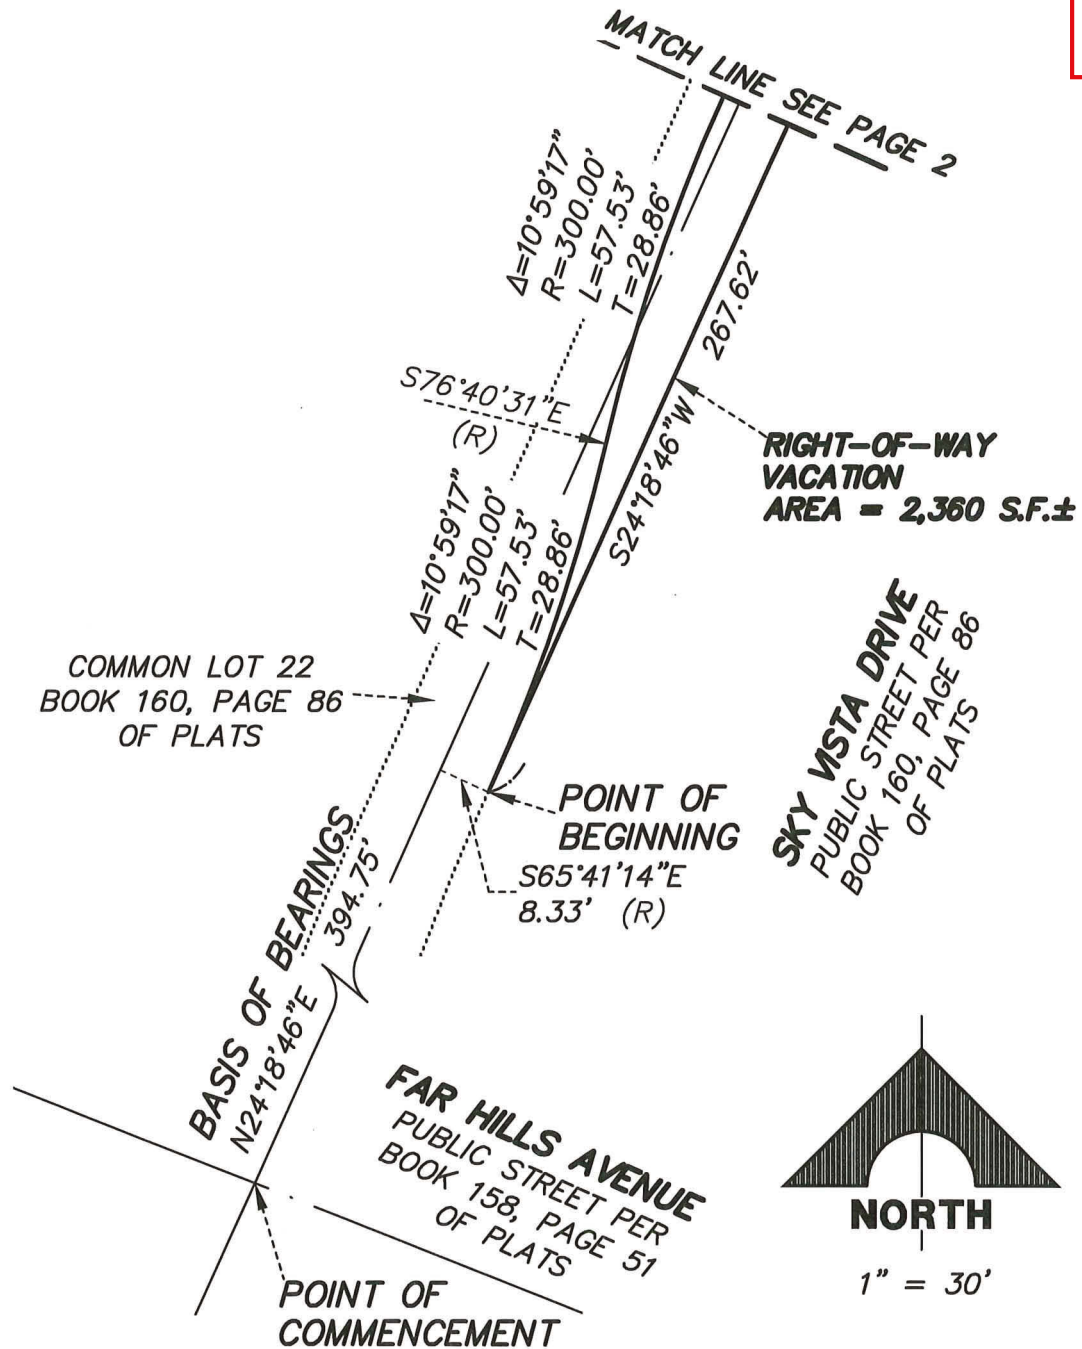 MATCH LINE SEE PAGE 2
Δ=10°59'17"
R=300.00'
L=57.53'
T=28.86'
267.62'
S76°40'31"E
(R)
S24°18'46"W
RIGHT-OF-WAY
VACATION
AREA = 2,360 S.F.±
Δ=10°59'17"
R=300.00'
L=57.53'
T=28.86'
COMMON LOT 22
BOOK 160, PAGE 86
OF PLATS
SKY VISTA DRIVE
PUBLIC STREET PER
BOOK 160, PAGE 86
OF PLATS
POINT OF
BEGINNING
S65°41'14"E
8.33' (R)
BASIS OF BEARINGS
N24°18'46"E
394.75'
FAR HILLS AVENUE
PUBLIC STREET PER
BOOK 158, PAGE 51
OF PLATS
POINT OF
COMMENCEMENT
NORTH
1" = 30'